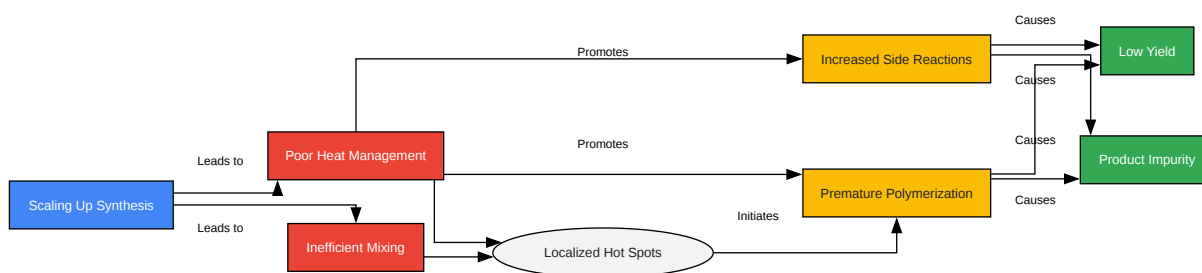 Causes
Promotes
Increased Side Reactions
Low Yield
Causes
Poor Heat Management
Promotes
Causes
Leads to
Product Impurity
Scaling Up Synthesis
Premature Polymerization
Causes
Leads to
Initiates
Inefficient Mixing
Localized Hot Spots